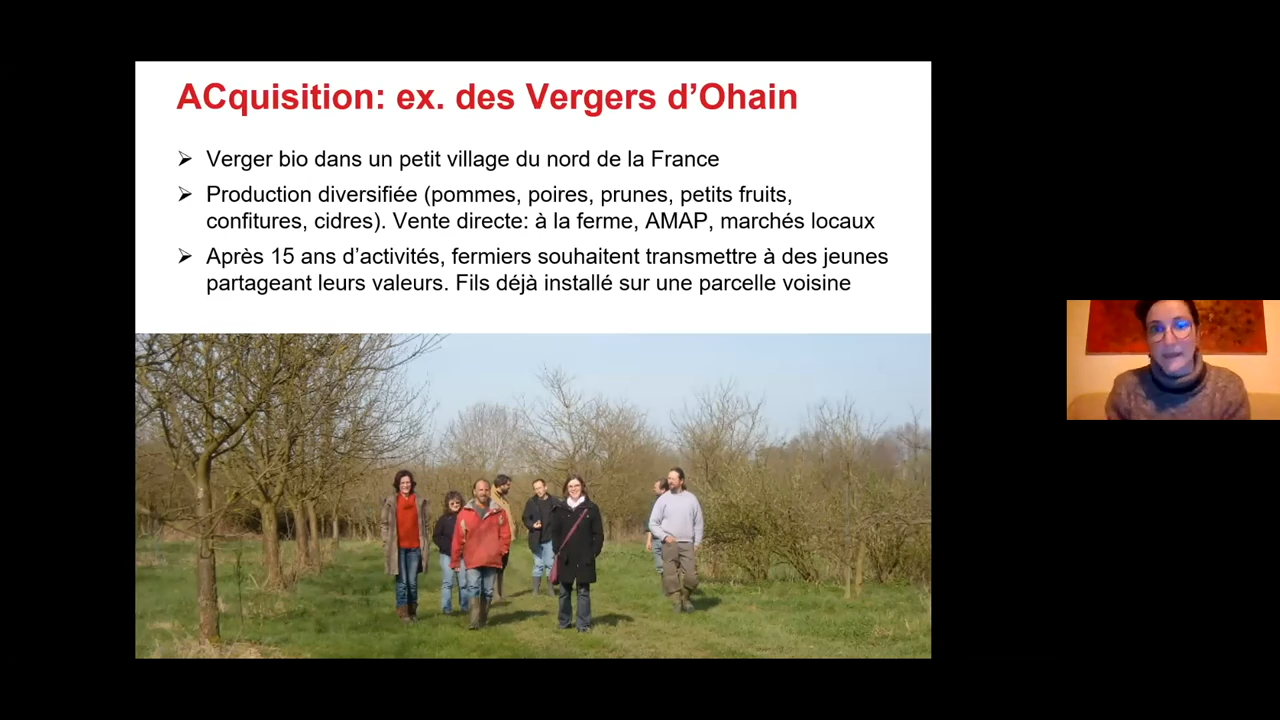 ACquisition: ex. des Vergers d’Ohain
➢ Verger bio dans un petit village du nord de la France
➢ Production diversifiée (pommes, poires, prunes, petits fruits,
confitures, cidres). Vente directe: à la ferme, AMAP, marchés locaux
➢ Après 15 ans d’activités, fermiers souhaitent transmettre à des jeunes
partageant leurs valeurs. Fils déjà installé sur une parcelle voisine